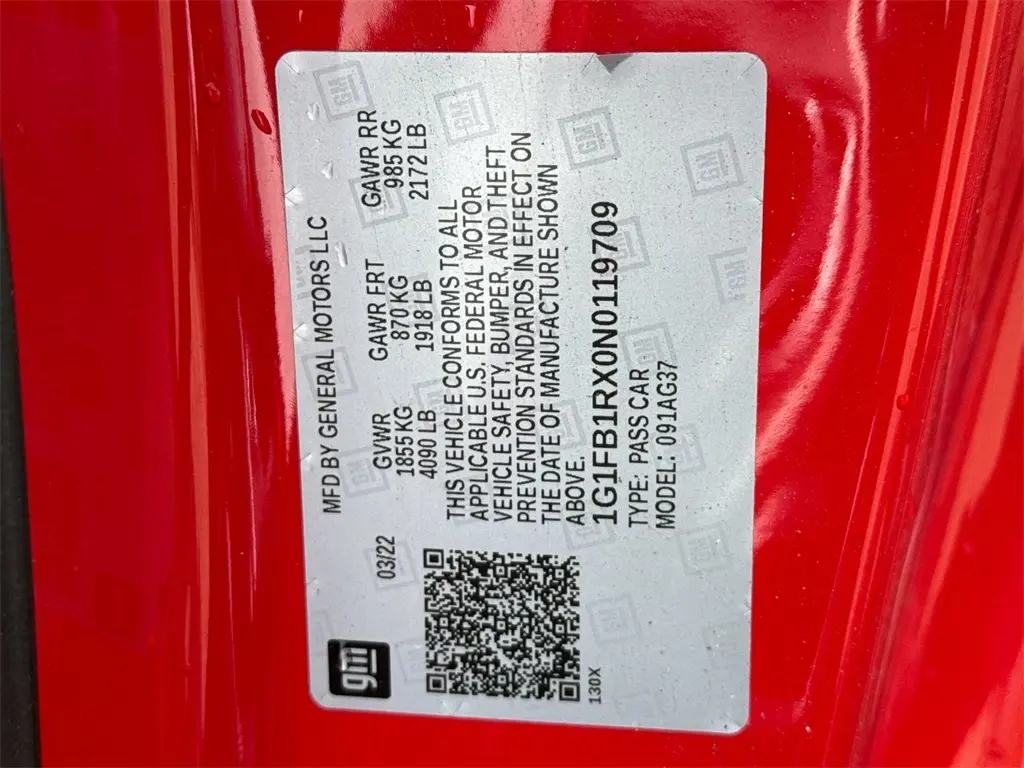 gm
03/22
MFD BY GENERAL MOTORS LLC
GVWR GAWR FRT GAWR RR
1855 KG 870 KG 985 KG
4090 LB 1918 LB 2172 LB
THIS VEHICLE CONFORMS TO ALL
APPLICABLE U.S. FEDERAL MOTOR
VEHICLE SAFETY, BUMPER, AND THEFT
PREVENTION STANDARDS IN EFFECT ON
THE DATE OF MANUFACTURE SHOWN
ABOVE.
1G1FB1RX0N0119709
TYPE: PASS CAR
MODEL: 091AG37
130X